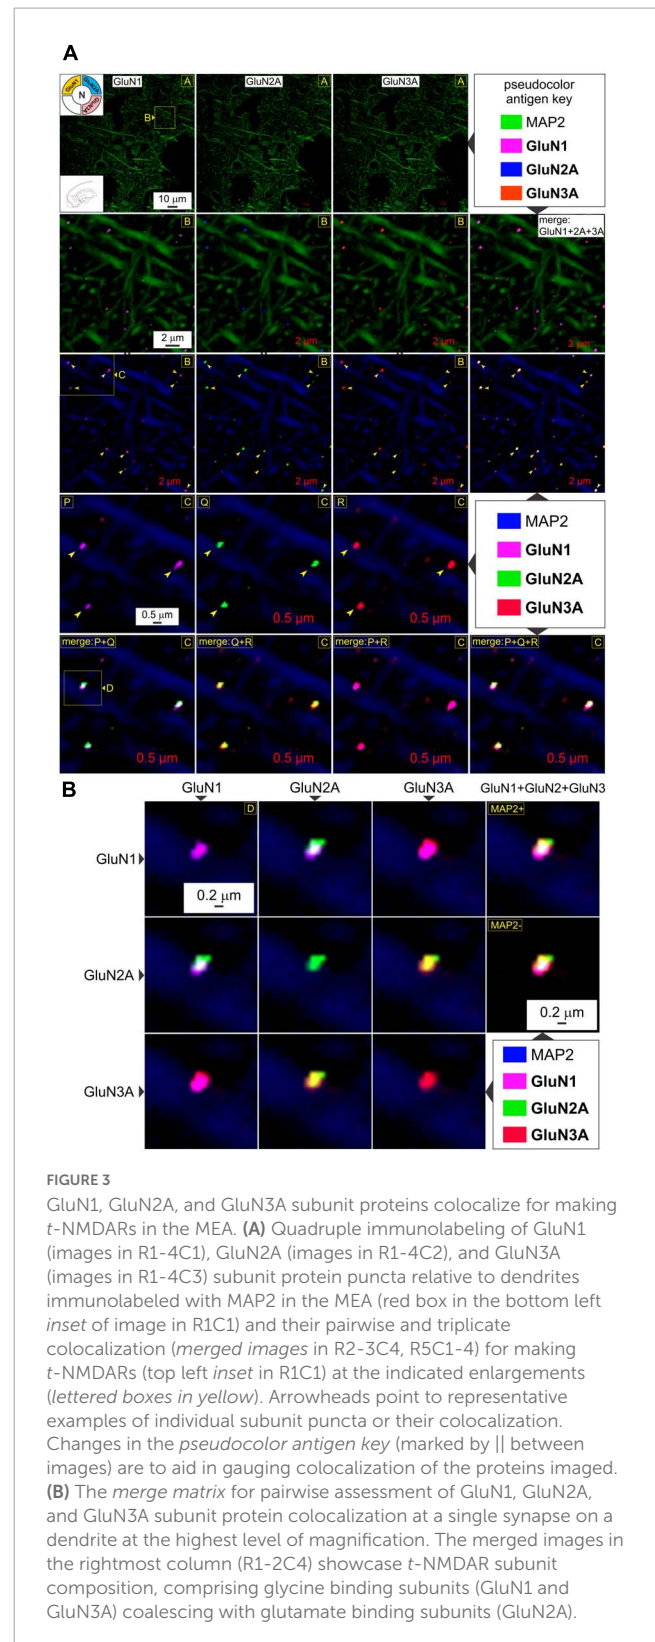 A
GluN1
GluN2A
GluN3A
A
A
A
GluN1
GluN2A
GluN3A
N
B
10 μm
pseudocolor
antigen key
MAP2
GluN1
GluN2A
GluN3A
B
B
B
merge:
GluN1+2A+3A
2 μm
2 μm
2 μm
2 μm
B
B
B
C
2 μm
2 μm
2 μm
2 μm
P
C
Q
C
R
C
0.5 μm
0.5 μm
0.5 μm
MAP2
GluN1
GluN2A
GluN3A
merge:P+Q
C
merge:Q+R
C
merge:P+R
C
merge:P+Q+R
C
D
0.5 μm
0.5 μm
0.5 μm
0.5 μm
B
GluN1
GluN2A
GluN3A
GluN1+GluN2+GluN3
D
MAP2+
GluN1
0.2 μm
MAP2-
GluN2A
0.2 μm
GluN3A
MAP2
GluN1
GluN2A
GluN3A
FIGURE 3
GluN1, GluN2A, and GluN3A subunit proteins colocalize for making
t-NMDARs in the MEA. (A) Quadruple immunolabeling of GluN1
(images in R1-4C1), GluN2A (images in R1-4C2), and GluN3A
(images in R1-4C3) subunit protein puncta relative to dendrites
immunolabeled with MAP2 in the MEA (red box in the bottom left
inset of image in R1C1) and their pairwise and triplicate
colocalization (merged images in R2-3C4, R5C1-4) for making
t-NMDARs (top left inset in R1C1) at the indicated enlargements
(lettered boxes in yellow). Arrowheads point to representative
examples of individual subunit puncta or their colocalization.
Changes in the pseudocolor antigen key (marked by || between
images) are to aid in gauging colocalization of the proteins imaged.
(B) The merge matrix for pairwise assessment of GluN1, GluN2A,
and GluN3A subunit protein colocalization at a single synapse on a
dendrite at the highest level of magnification. The merged images in
the rightmost column (R1-2C4) showcase t-NMDAR subunit
composition, comprising glycine binding subunits (GluN1 and
GluN3A) coalescing with glutamate binding subunits (GluN2A).